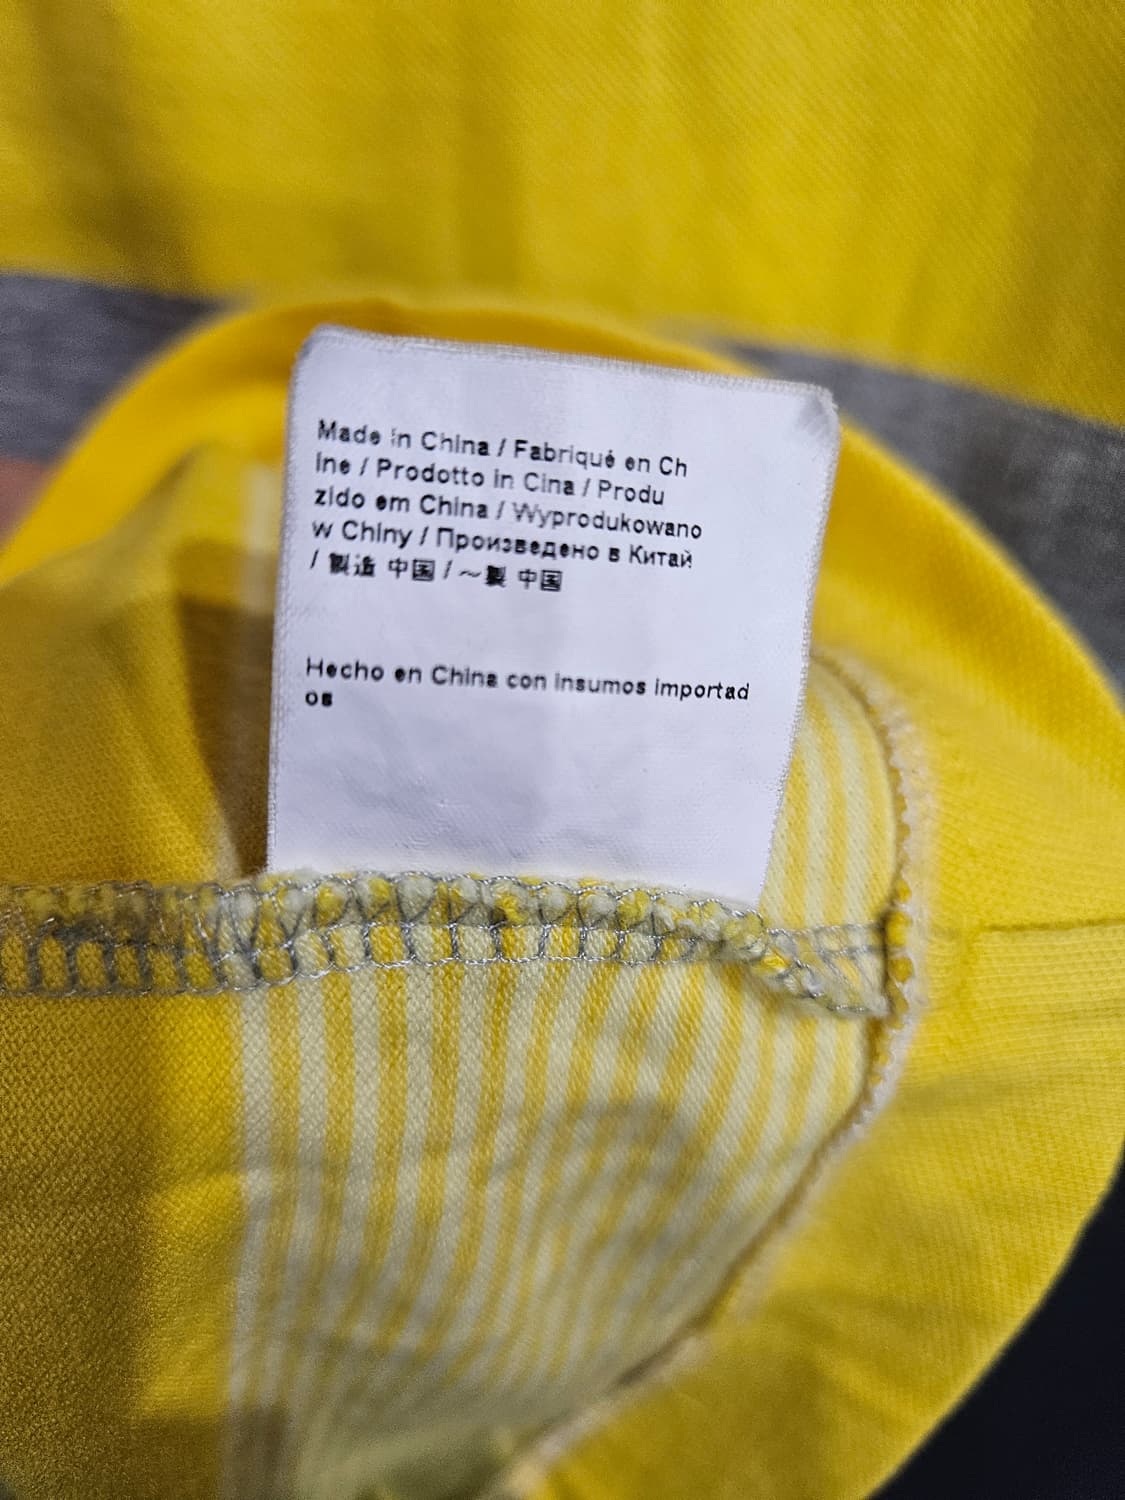 Made in China / Fabriqué en Ch
ine / Prodotto in Cina / Produ
zido em China / Wyprodukowano
w Chiny / Произведено в Китай
/ 製造 中国 / ～製 中国
Hecho en China con insumos importad
os